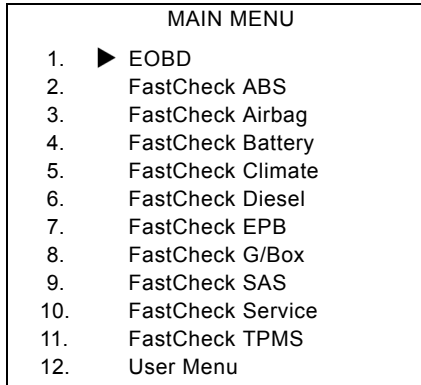 MAIN MENU
1. ▶ EOBD
2. FastCheck ABS
3. FastCheck Airbag
4. FastCheck Battery
5. FastCheck Climate
6. FastCheck Diesel
7. FastCheck EPB
8. FastCheck G/Box
9. FastCheck SAS
10. FastCheck Service
11. FastCheck TPMS
12. User Menu